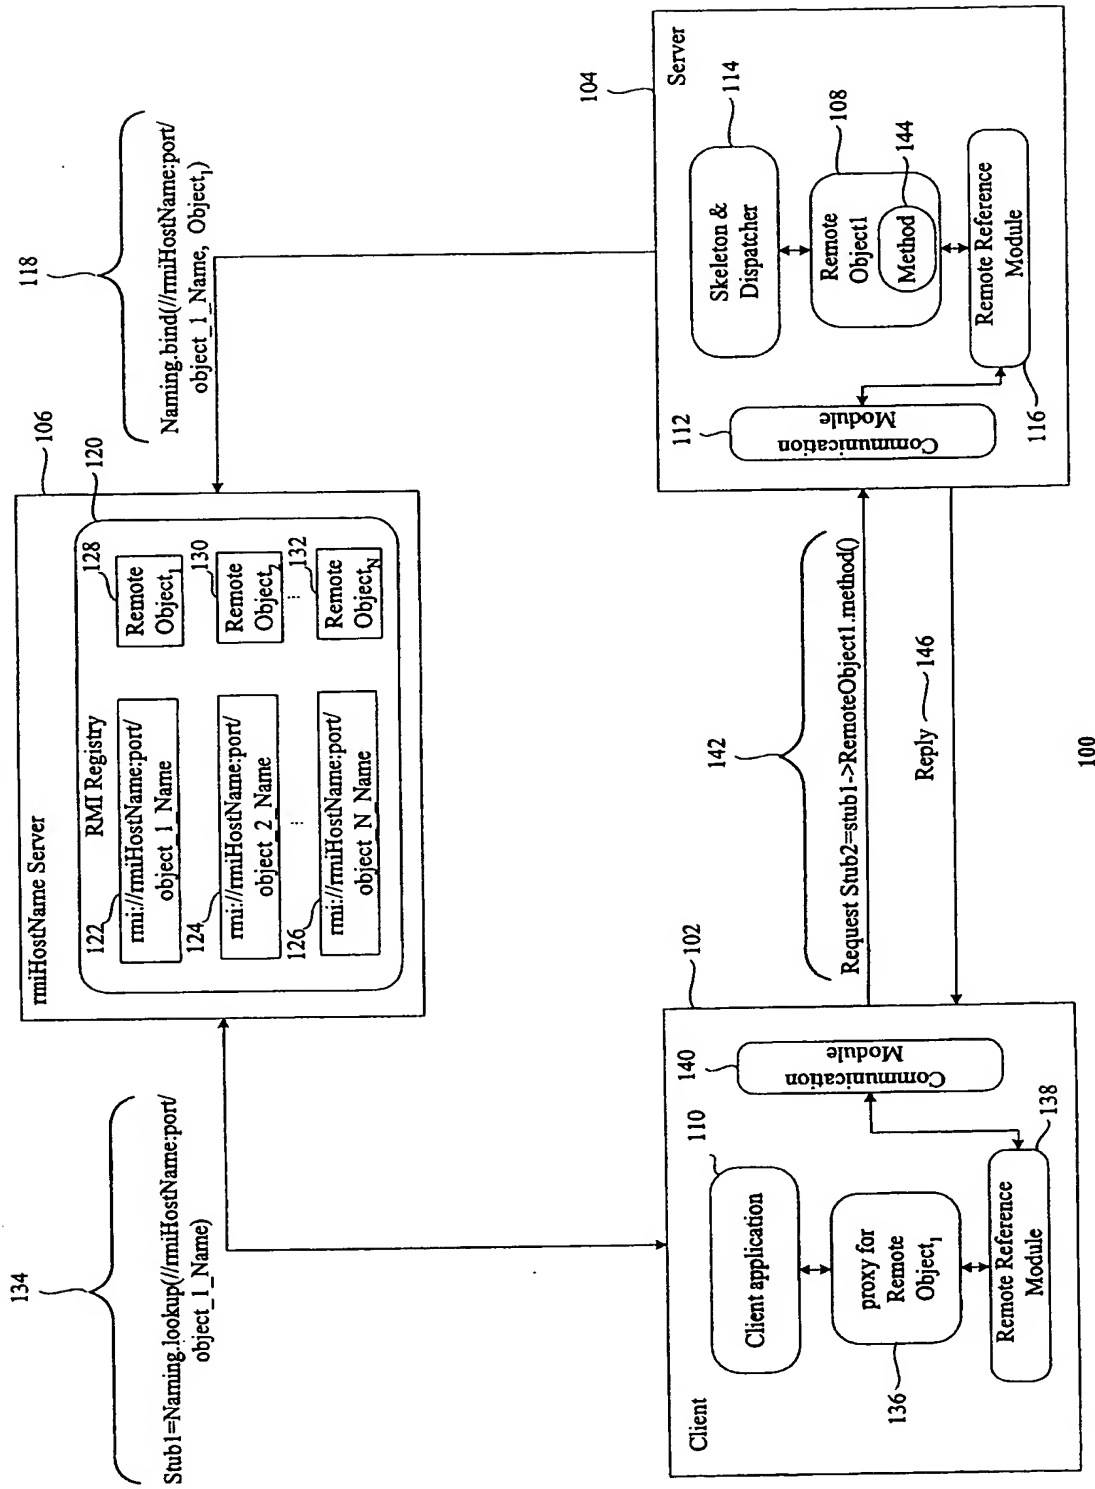 134
Stub1=Naming.lookup(//rmiHostName:port/
object_1_Name)
118
Naming.bind(//rmiHostName:port/
object_1_Name, Object1)
106
rmiHostName Server
120
RMI Registry
122
rmi://rmiHostName:port/
object_1_Name
128
Remote
Object1
124
rmi://rmiHostName:port/
object_2_Name
130
Remote
Object2
...
...
126
rmi://rmiHostName:port/
object_N_Name
132
Remote
ObjectN
102
Client
110
Client application
136
proxy for
Remote
Object1
138
Remote Reference
Module
140
Communication
Module
142
Request Stub2=stub1->RemoteObject1.method()
Reply
146
104
Server
112
Communication
Module
114
Skeleton &
Dispatcher
108
Remote
Object1
144
Method
116
Remote Reference
Module
100